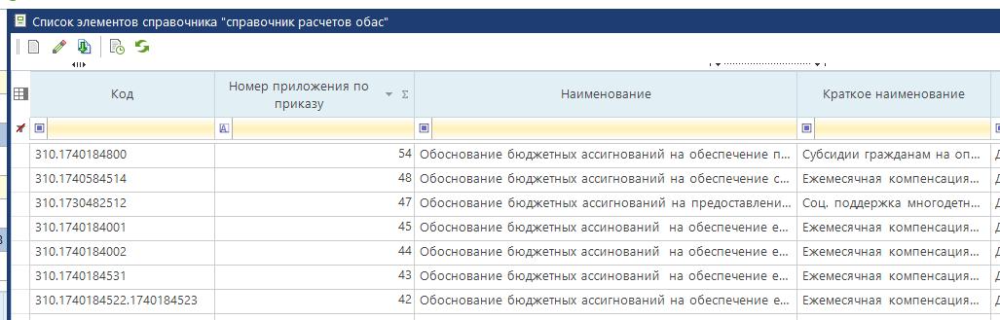 Список элементов справочника "справочник расчетов обас"
Код
Номер приложения по
приказу
Σ
Наименование
Краткое наименование
310.1740184800 54 Обоснование бюджетных ассигнований на обеспечение п... Субсидии гражданам на оп...
310.1740584514 48 Обоснование бюджетных ассигнований на обеспечение с... Ежемесячная компенсация...
310.1730482512 47 Обоснование бюджетных ассигнований на предоставлени... Соц. поддержка многодетн...
310.1740184001 45 Обоснование бюджетных ассинований на обеспечение е... Ежемесячная компенсация...
310.1740184002 44 Обоснование бюджетных ассинований на обеспечение е... Ежемесячная компенсация...
310.1740184531 43 Обоснование бюджетных ассинований на обеспечение е... Ежемесячная компенсация...
310.1740184522.1740184523 42 Обоснование бюджетных ассигнований на обеспечение е... Ежемесячная компенсация...